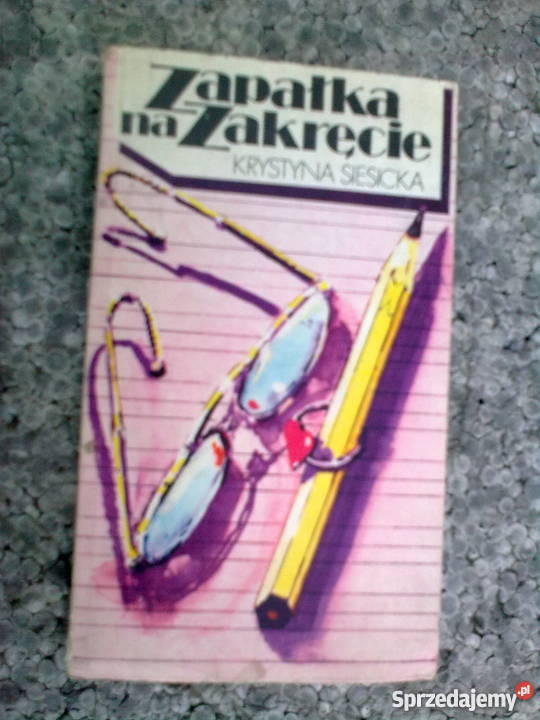 Zapałka
na Zakręcie
KRYSTYNA SIESICKA
Sprzedajemy.pl